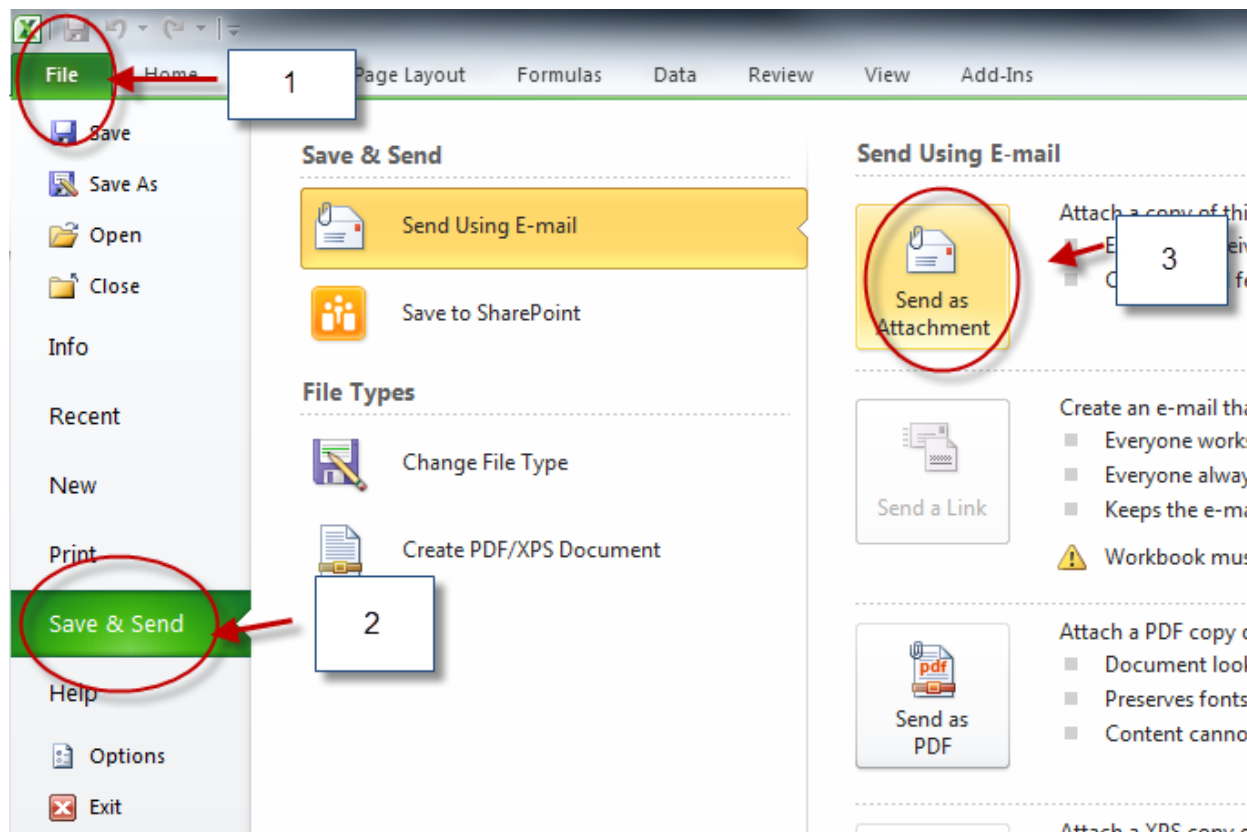 File Home Page Layout Formulas Data Review View Add-Ins
1
Save
Save As
Open
Close
Info
Recent
New
Print
Save & Send
Help
Options
Exit
Save & Send
Send Using E-mail
Save to SharePoint
File Types
Change File Type
Create PDF/XPS Document
2
Send Using E-mail
Send as
Attachment
Attach a copy of thi
3
Send a Link
Create an e-mail tha
Everyone works
Everyone alway
Keeps the e-ma
Workbook mus
Send as
PDF
pdf
Attach a PDF copy o
Document look
Preserves fonts
Content canno
Attach a XPS copy